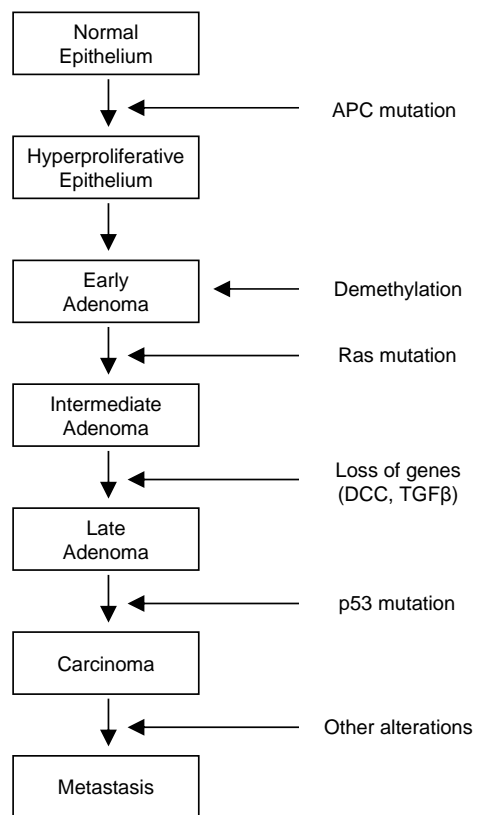 Normal
Epithelium
APC mutation
Hyperproliferative
Epithelium
Early
Adenoma
Demethylation
Ras mutation
Intermediate
Adenoma
Loss of genes
(DCC, TGFβ)
Late
Adenoma
p53 mutation
Carcinoma
Other alterations
Metastasis